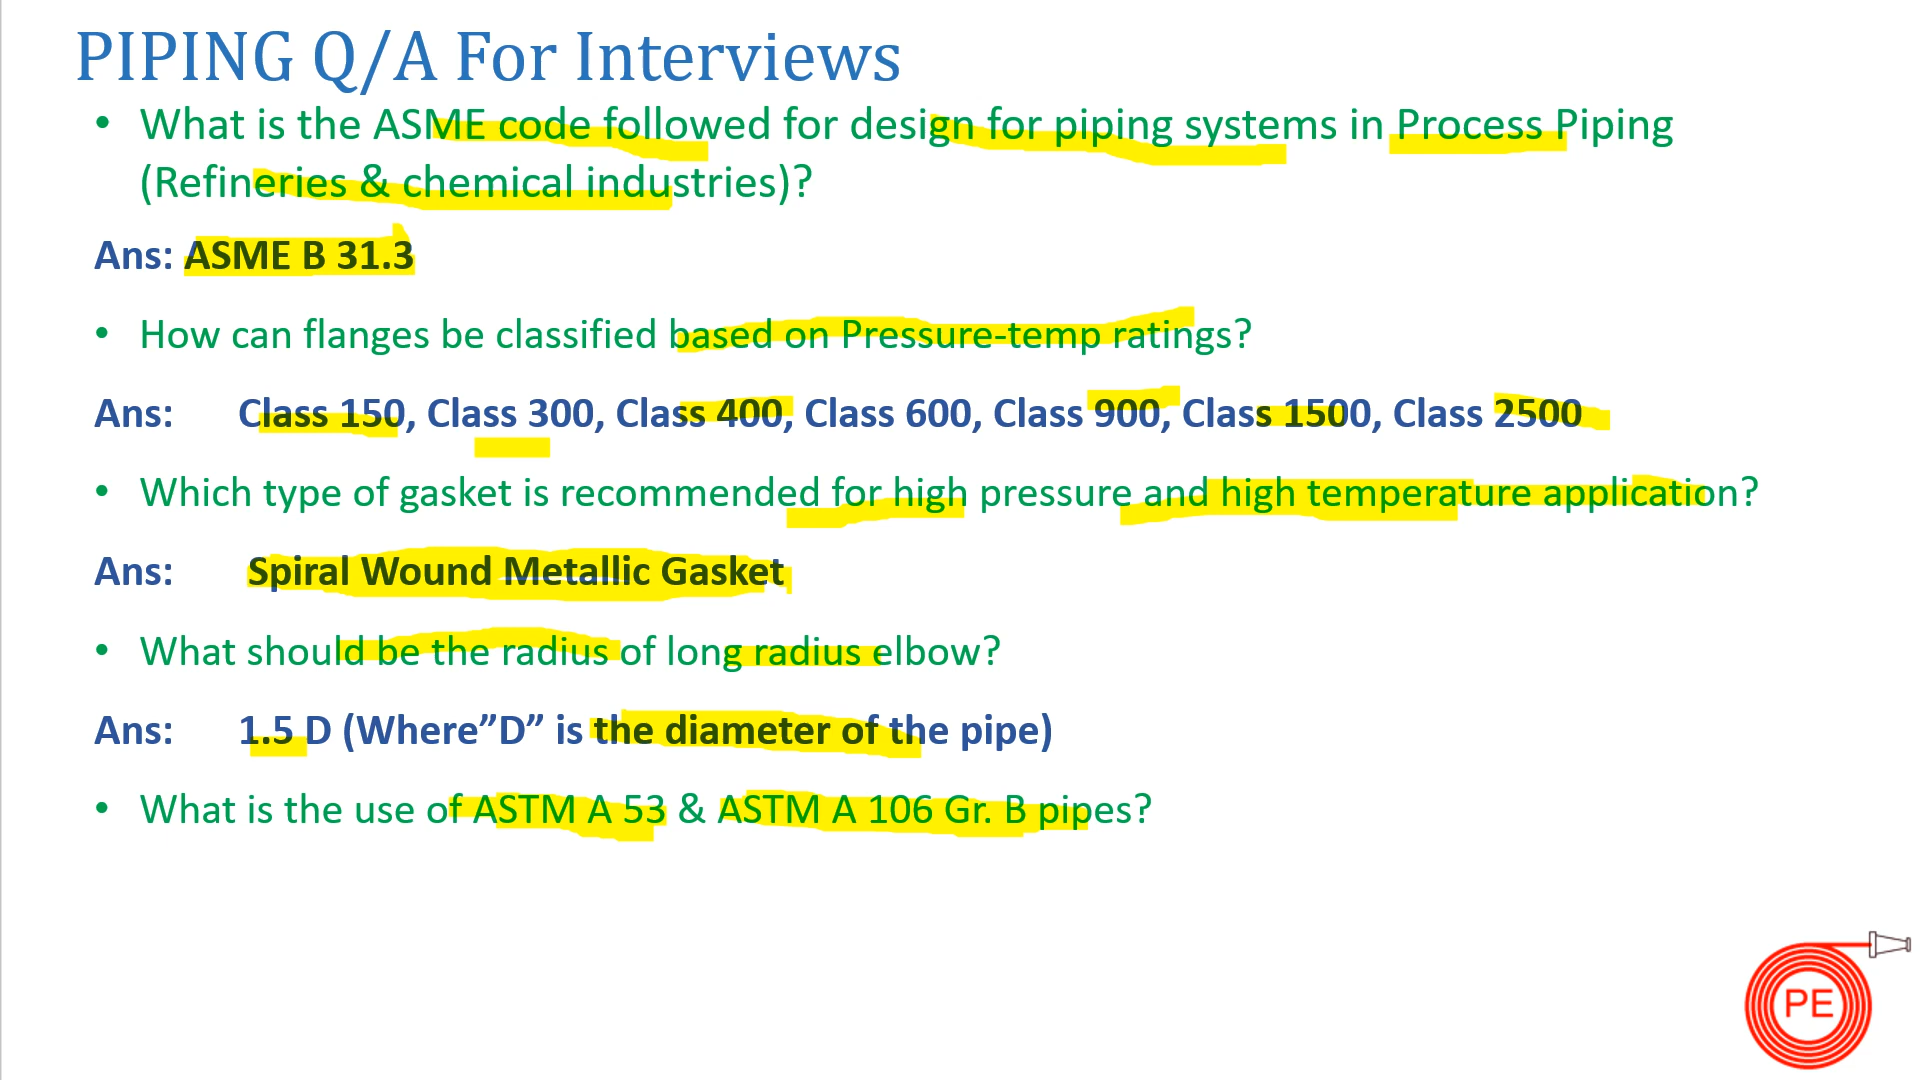 PIPING Q/A For Interviews
• What is the ASME code followed for design for piping systems in Process Piping
(Refineries & chemical industries)?
Ans: ASME B 31.3
• How can flanges be classified based on Pressure-temp ratings?
Ans: Class 150, Class 300, Class 400, Class 600, Class 900, Class 1500, Class 2500
• Which type of gasket is recommended for high pressure and high temperature application?
Ans: Spiral Wound Metallic Gasket
• What should be the radius of long radius elbow?
Ans: 1.5 D (Where”D” is the diameter of the pipe)
• What is the use of ASTM A 53 & ASTM A 106 Gr. B pipes?
PE